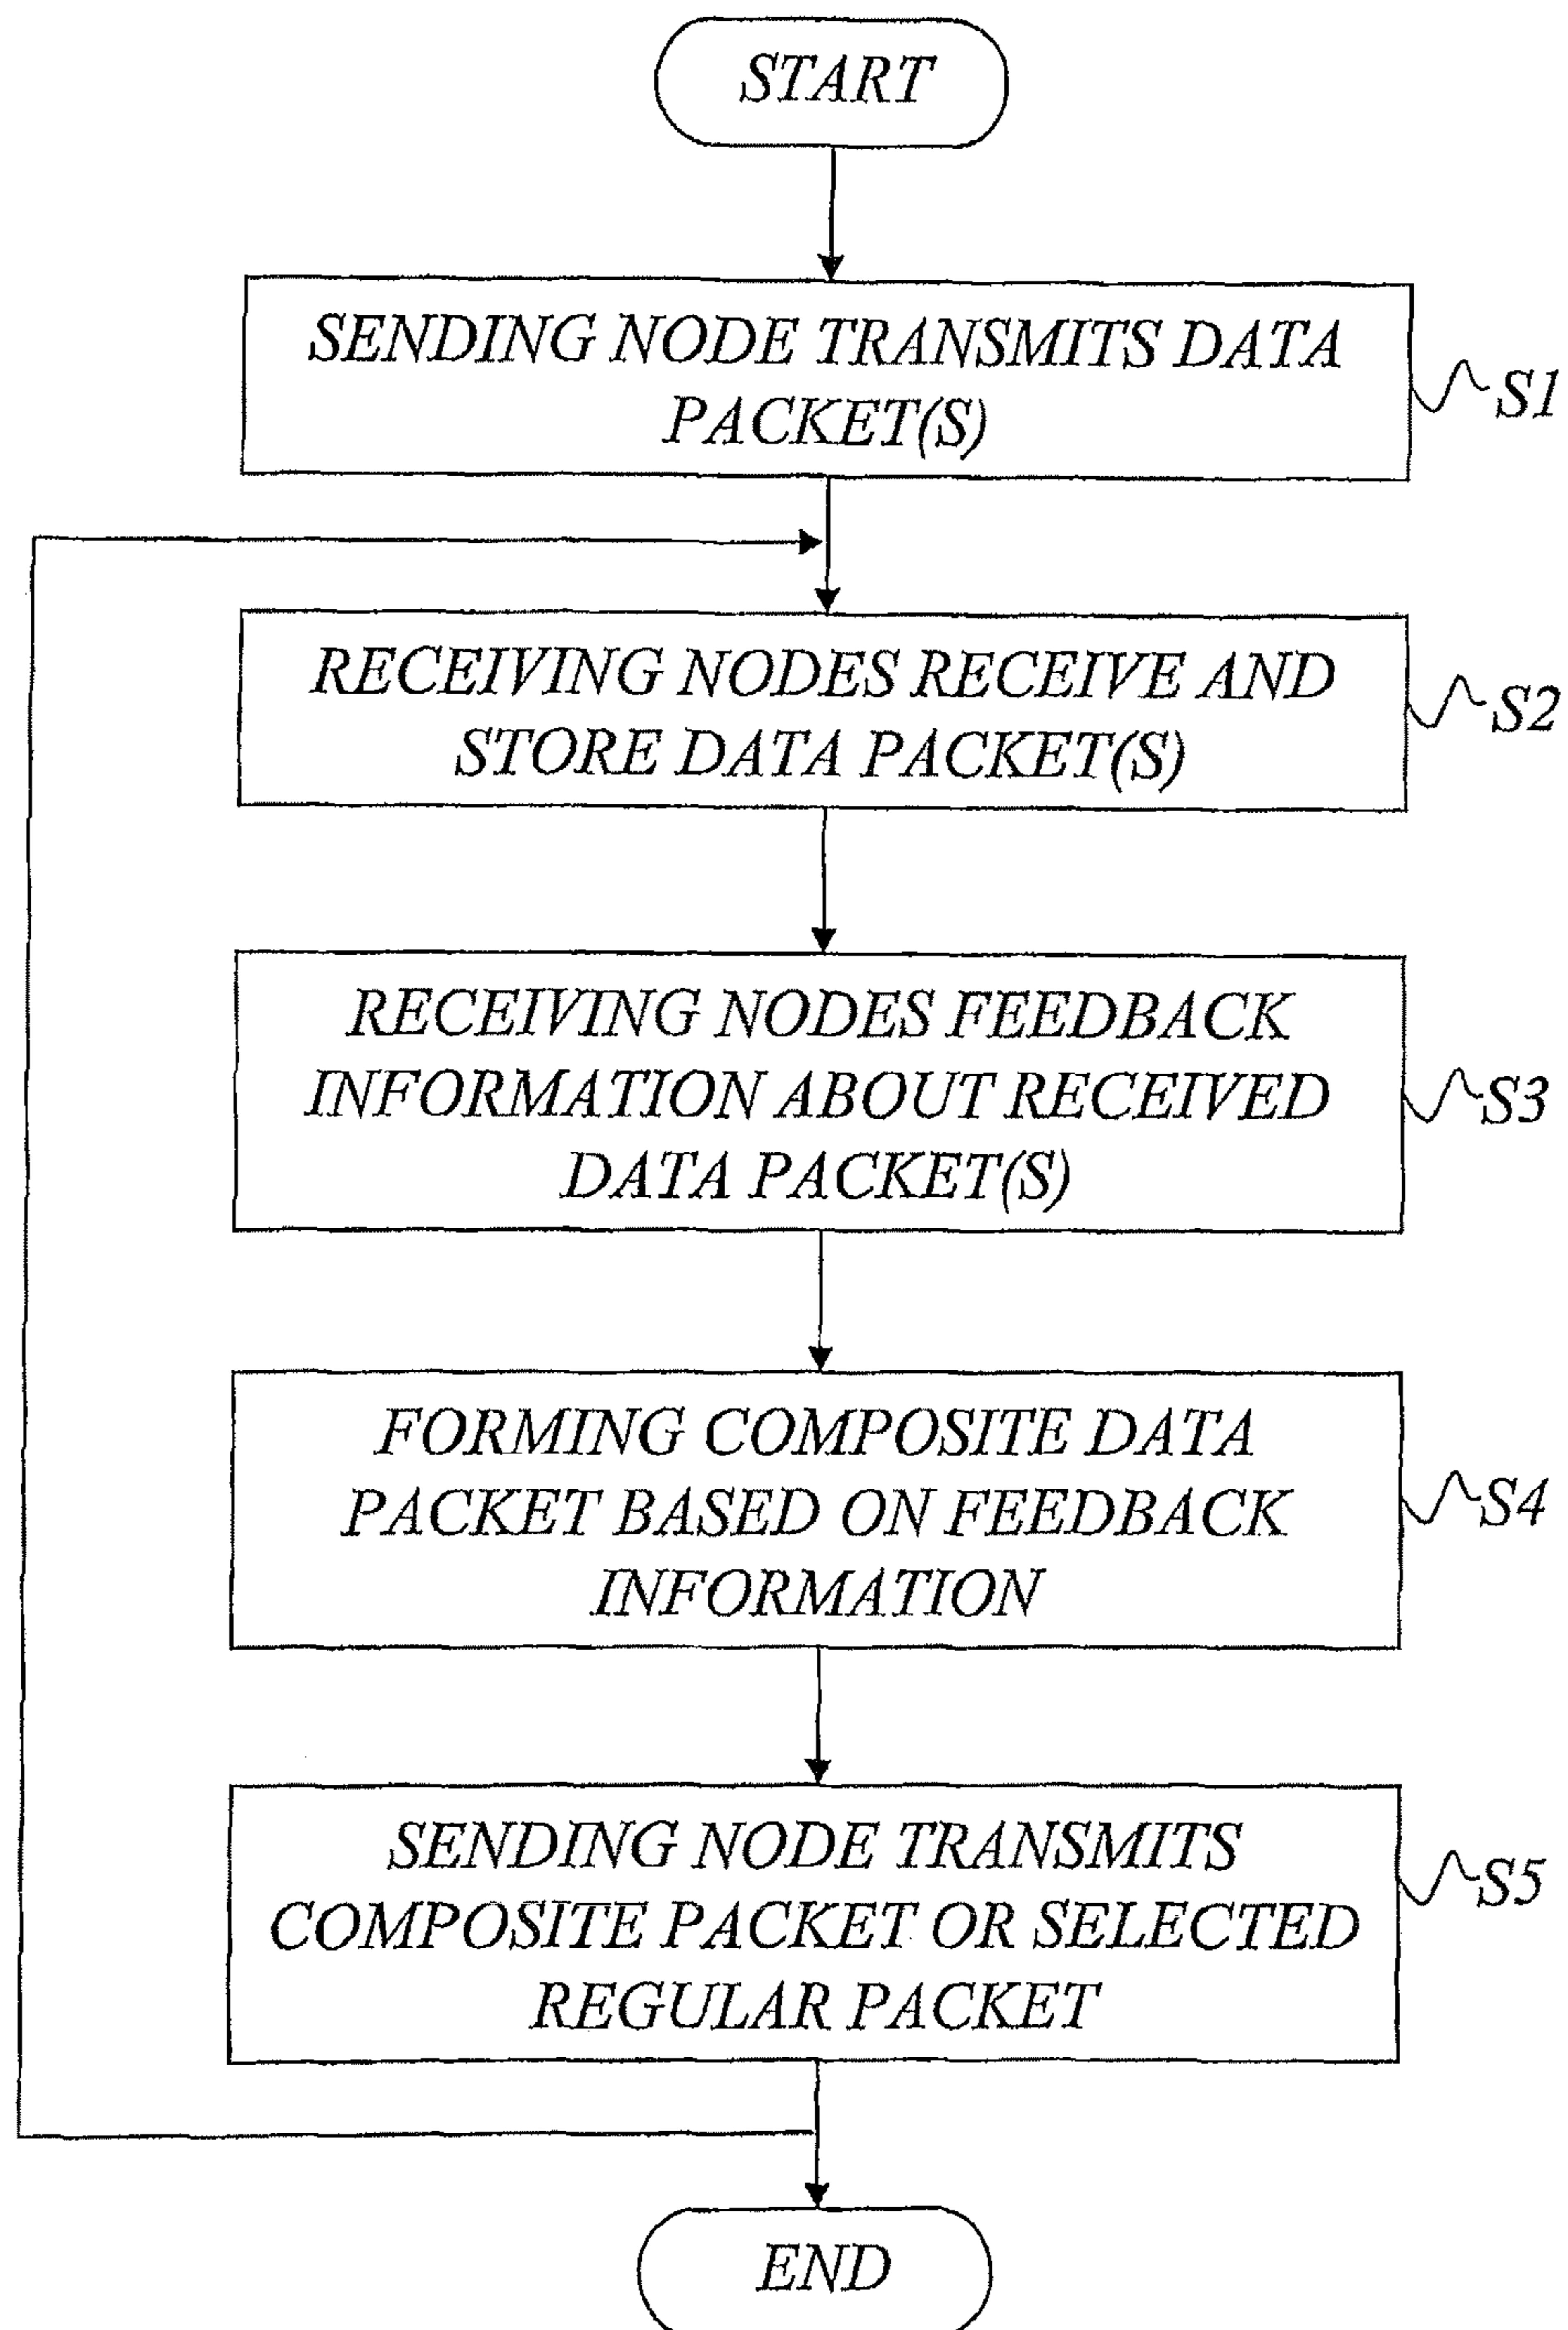 START
SENDING NODE TRANSMITS DATA
PACKET(S)
S1
RECEIVING NODES RECEIVE AND
STORE DATA PACKET(S)
S2
RECEIVING NODES FEEDBACK
INFORMATION ABOUT RECEIVED
DATA PACKET(S)
S3
FORMING COMPOSITE DATA
PACKET BASED ON FEEDBACK
INFORMATION
S4
SENDING NODE TRANSMITS
COMPOSITE PACKET OR SELECTED
REGULAR PACKET
S5
END